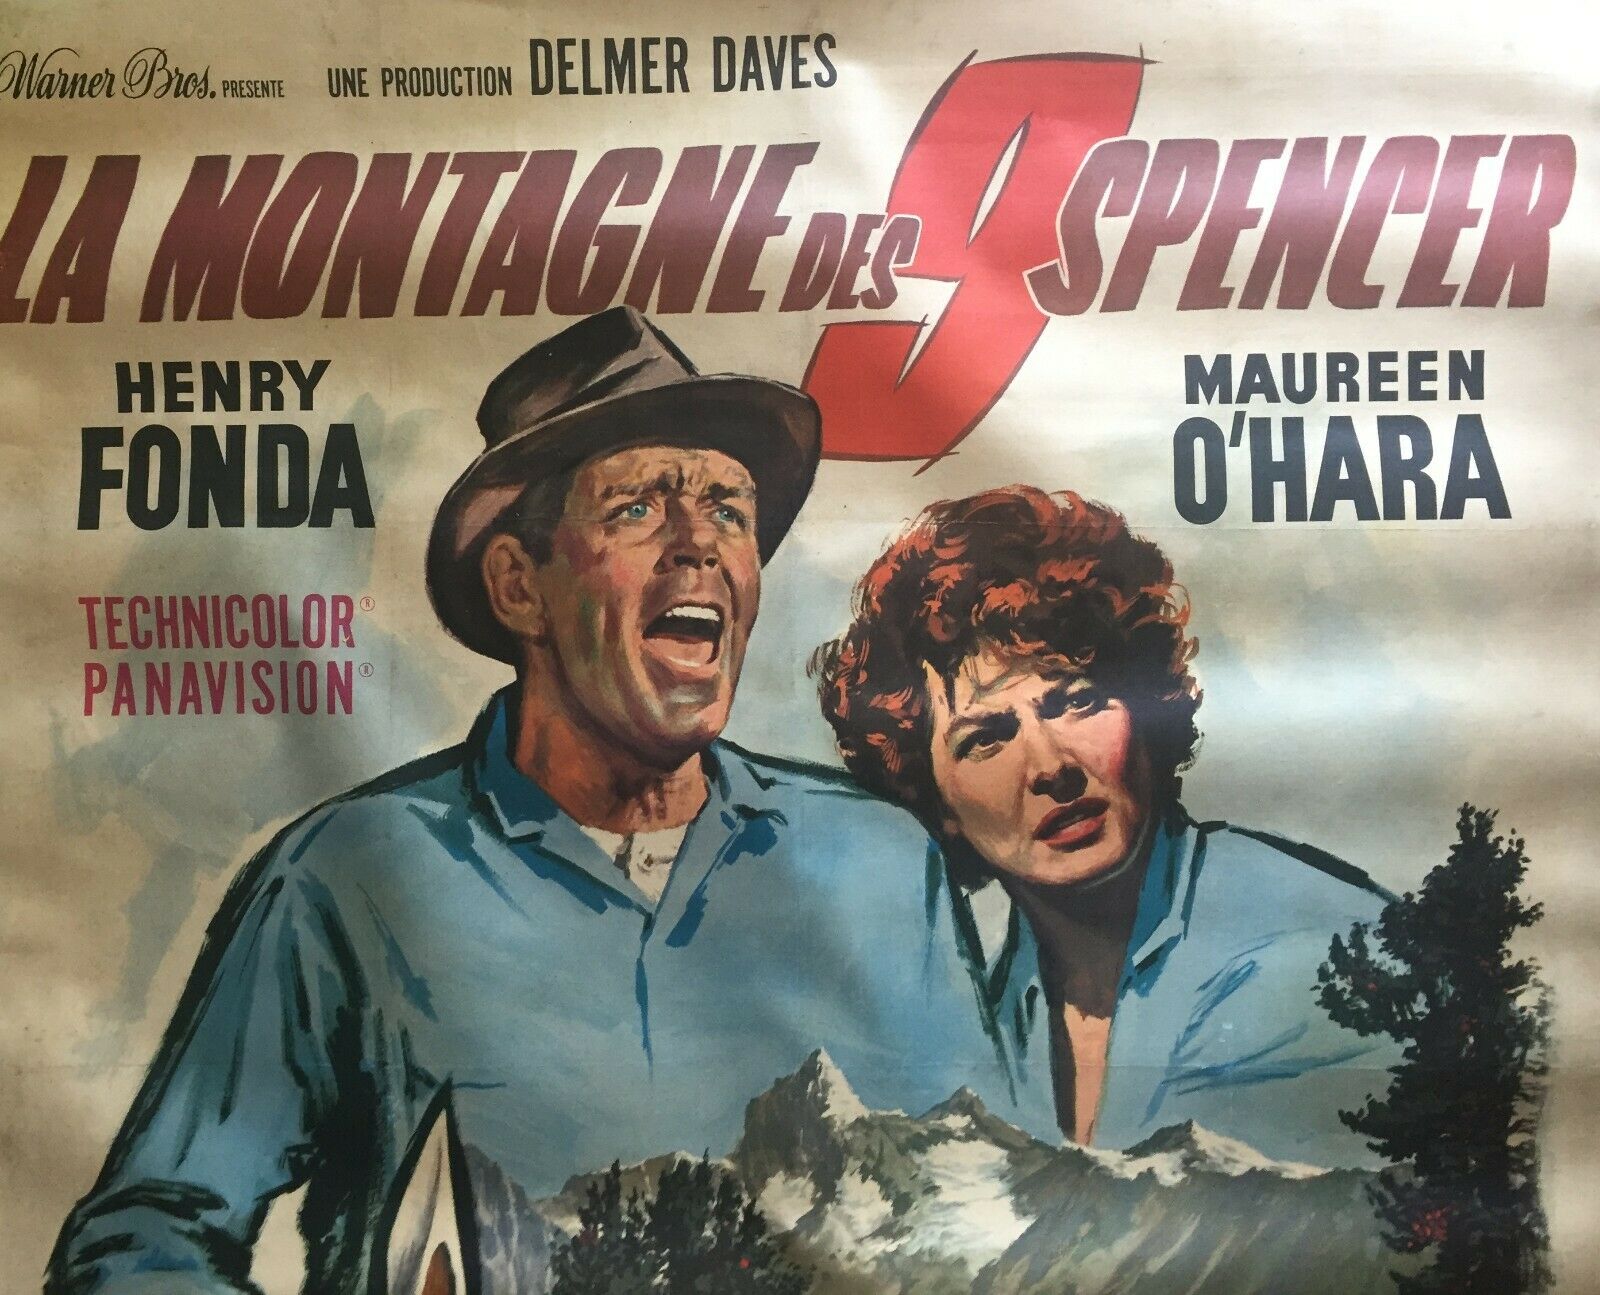 Warner Bros. PRESENTE UNE PRODUCTION DELMER DAVES
LA MONTAGNE DES 9 SPENCER
HENRY
FONDA
MAUREEN
O'HARA
TECHNICOLOR®
PANAVISION®